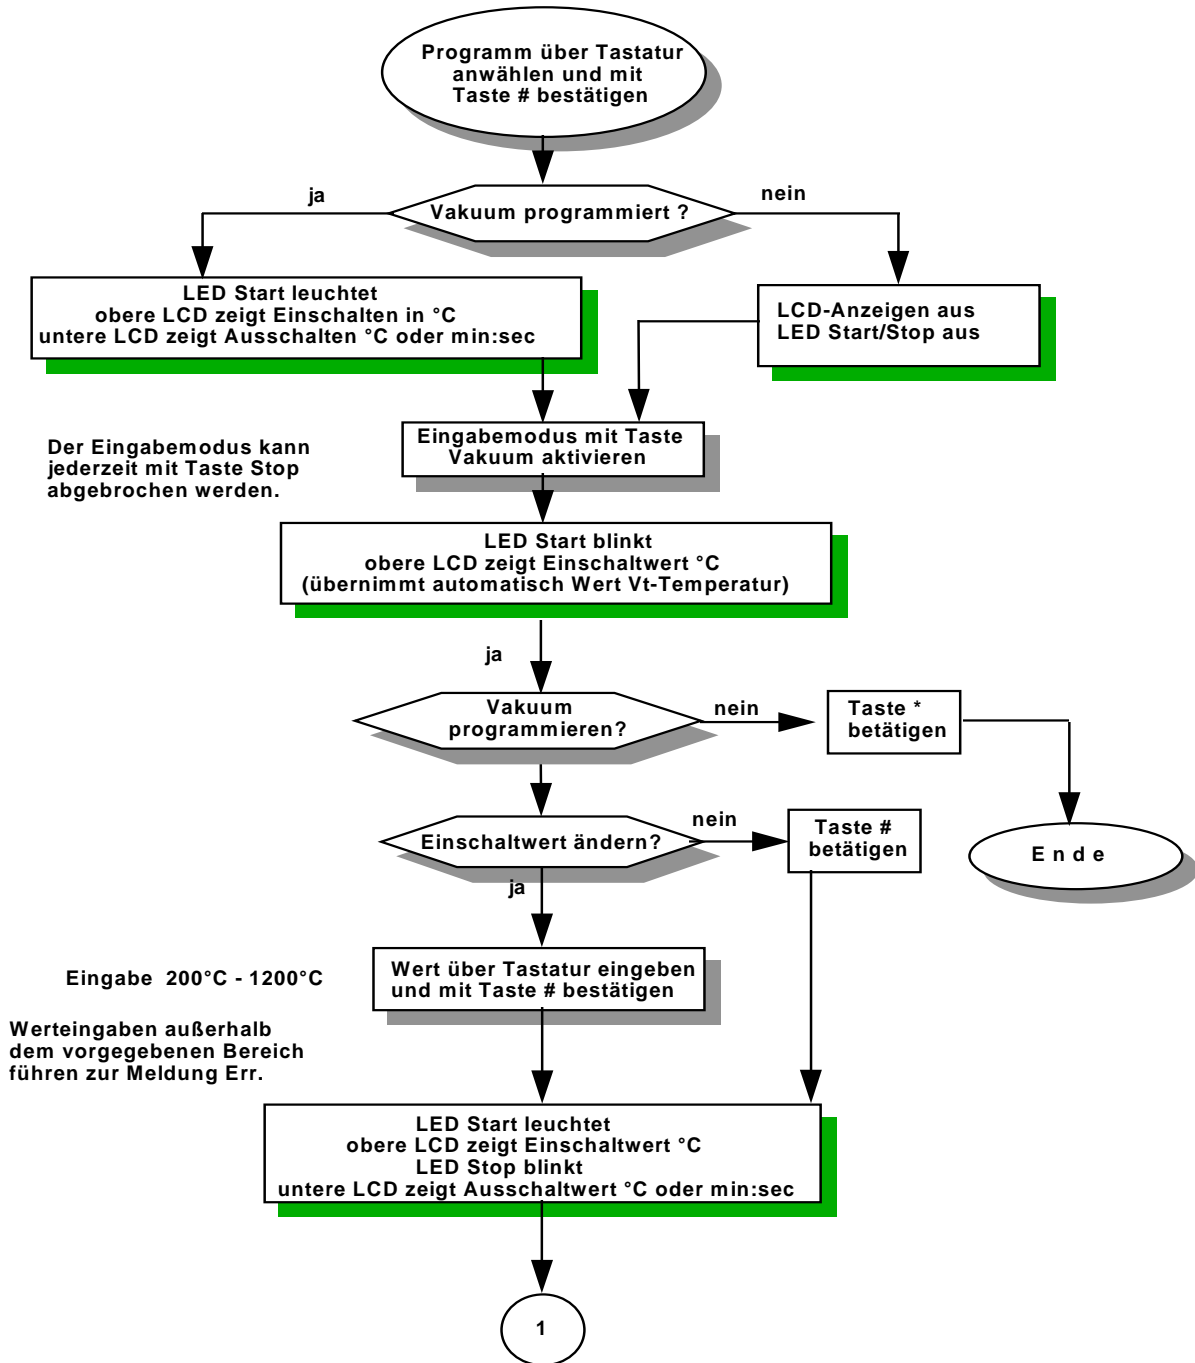 Programm über Tastatur
anwählen und mit
Taste # bestätigen
ja
nein
Vakuum programmiert ?
LED Start leuchtet
obere LCD zeigt Einschalten in °C
untere LCD zeigt Ausschalten °C oder min:sec
LCD-Anzeigen aus
LED Start/Stop aus
Der Eingabemodus kann
jederzeit mit Taste Stop
abgebrochen werden.
Eingabemodus mit Taste
Vakuum aktivieren
LED Start blinkt
obere LCD zeigt Einschaltwert °C
(übernimmt automatisch Wert Vt-Temperatur)
ja
Vakuum
programmieren?
nein
Taste *
betätigen
Einschaltwert ändern?
nein
Taste #
betätigen
E n d e
ja
Eingabe 200°C - 1200°C
Wert über Tastatur eingeben
und mit Taste # bestätigen
Werteingaben außerhalb
dem vorgegebenen Bereich
führen zur Meldung Err.
LED Start leuchtet
obere LCD zeigt Einschaltwert °C
LED Stop blinkt
untere LCD zeigt Ausschaltwert °C oder min:sec
1